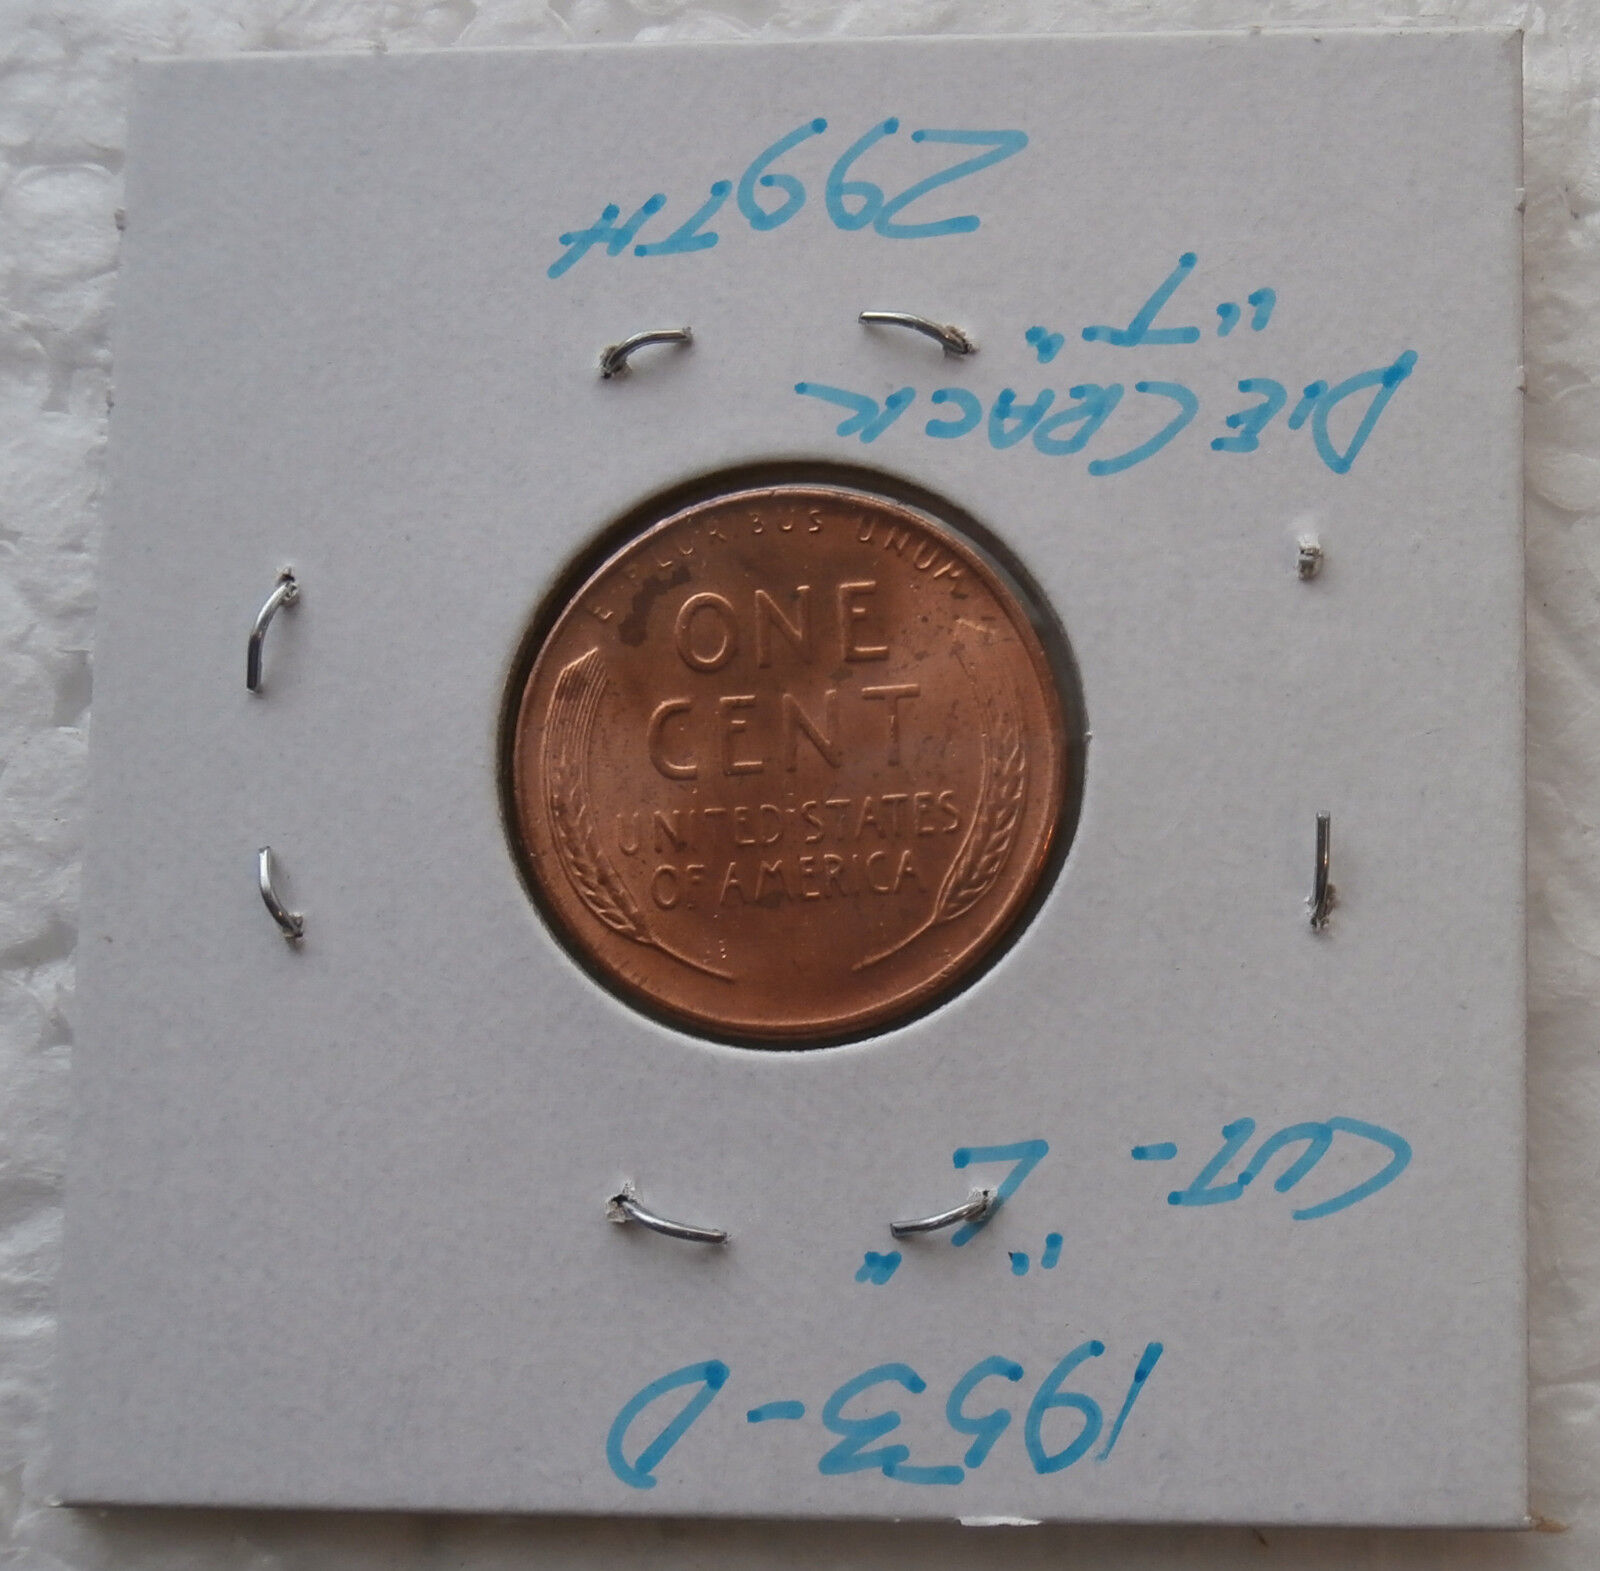 1953-D
CUT- "L"
DIE CRACK
"T"
299TH
E PLURIBUS UNUM
ONE
CENT
UNITED STATES
OF AMERICA